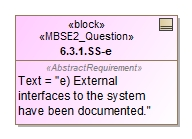 «block»
«MBSE2_Question»
6.3.1.SS-e
«AbstractRequirement»
Text = "e) External
interfaces to the system
have been documented."